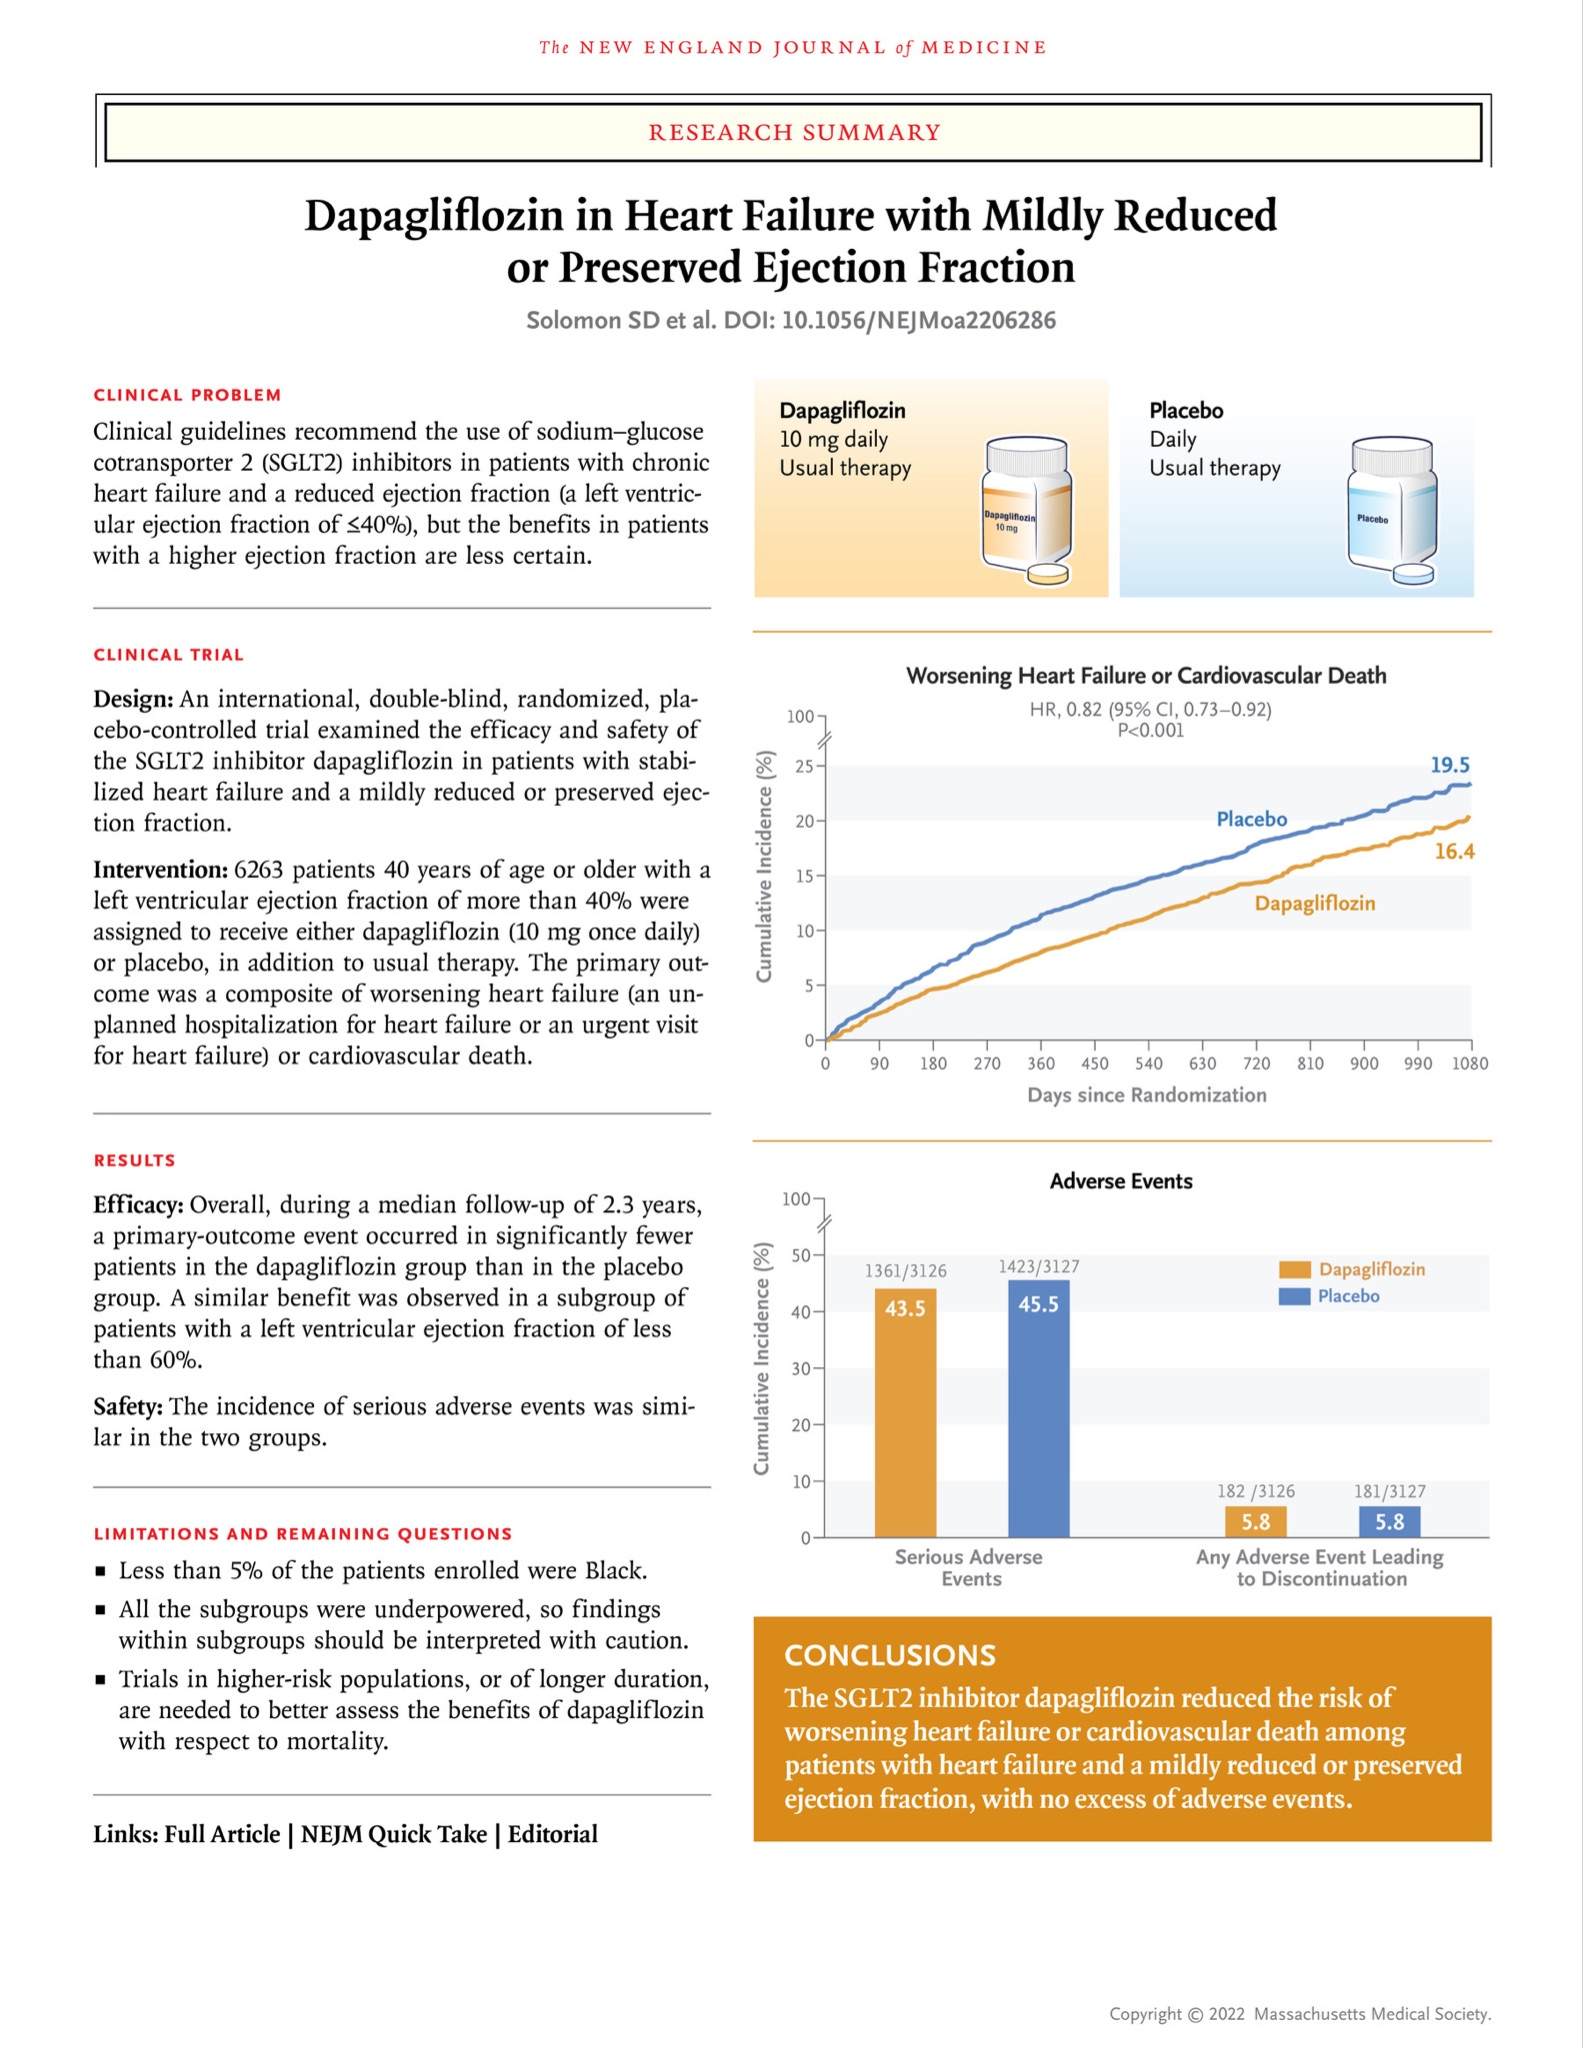 The NEW ENGLAND JOURNAL of MEDICINE
RESEARCH SUMMARY
Dapagliflozin in Heart Failure with Mildly Reduced
or Preserved Ejection Fraction
Solomon SD et al. DOI: 10.1056/NEJMoa2206286
CLINICAL PROBLEM
Clinical guidelines recommend the use of sodium–glucose
cotransporter 2 (SGLT2) inhibitors in patients with chronic
heart failure and a reduced ejection fraction (a left ventric-
ular ejection fraction of ≤40%), but the benefits in patients
with a higher ejection fraction are less certain.
CLINICAL TRIAL
Design: An international, double-blind, randomized, pla-
cebo-controlled trial examined the efficacy and safety of
the SGLT2 inhibitor dapagliflozin in patients with stabi-
lized heart failure and a mildly reduced or preserved ejec-
tion fraction.
Intervention: 6263 patients 40 years of age or older with a
left ventricular ejection fraction of more than 40% were
assigned to receive either dapagliflozin (10 mg once daily)
or placebo, in addition to usual therapy. The primary out-
come was a composite of worsening heart failure (an un-
planned hospitalization for heart failure or an urgent visit
for heart failure) or cardiovascular death.
RESULTS
Efficacy: Overall, during a median follow-up of 2.3 years,
a primary-outcome event occurred in significantly fewer
patients in the dapagliflozin group than in the placebo
group. A similar benefit was observed in a subgroup of
patients with a left ventricular ejection fraction of less
than 60%.
Safety: The incidence of serious adverse events was simi-
lar in the two groups.
LIMITATIONS AND REMAINING QUESTIONS
■ Less than 5% of the patients enrolled were Black.
■ All the subgroups were underpowered, so findings
within subgroups should be interpreted with caution.
■ Trials in higher-risk populations, or of longer duration,
are needed to better assess the benefits of dapagliflozin
with respect to mortality.
Links: Full Article | NEJM Quick Take | Editorial
Dapagliflozin
10 mg daily
Usual therapy
Dapagliflozin
10 mg
Placebo
Daily
Usual therapy
Placebo
Worsening Heart Failure or Cardiovascular Death
HR, 0.82 (95% CI, 0.73–0.92)
P<0.001
Cumulative Incidence (%)
100
25
20
15
10
5
0
19.5
Placebo
16.4
Dapagliflozin
0 90 180 270 360 450 540 630 720 810 900 990 1080
Days since Randomization
Adverse Events
Cumulative Incidence (%)
100
50
40
30
20
10
0
1361/3126 1423/3127
43.5 45.5
Dapagliflozin
Placebo
182 /3126 181/3127
5.8 5.8
Serious Adverse
Events
Any Adverse Event Leading
to Discontinuation
CONCLUSIONS
The SGLT2 inhibitor dapagliflozin reduced the risk of
worsening heart failure or cardiovascular death among
patients with heart failure and a mildly reduced or preserved
ejection fraction, with no excess of adverse events.
Copyright © 2022 Massachusetts Medical Society.